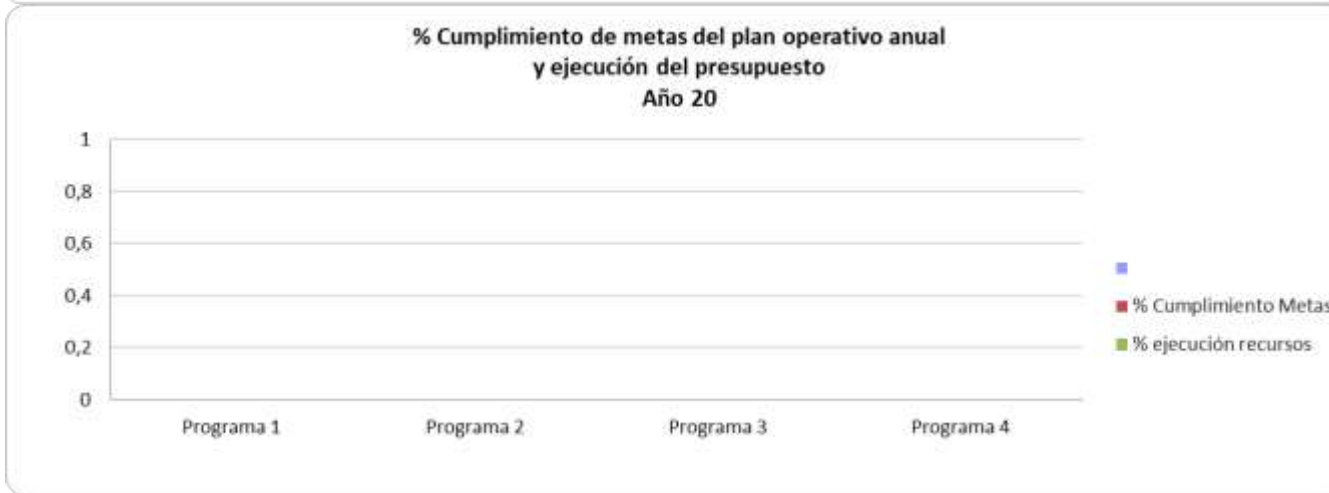 % Cumplimiento de metas del plan operativo anual
y ejecución del presupuesto
Año 20
1
0,8
0,6
0,4
0,2
0
Programa 1
Programa 2
Programa 3
Programa 4
% Cumplimiento Metas
% ejecución recursos